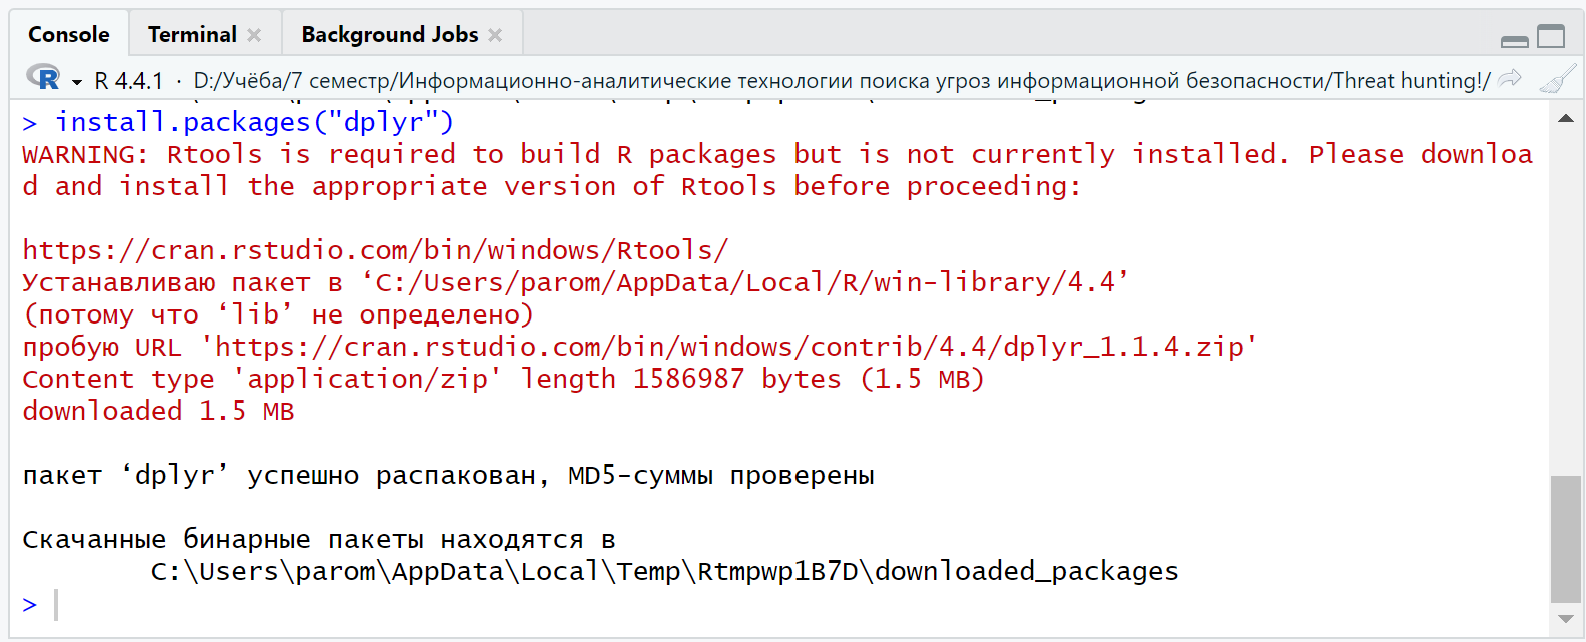 Console
Terminal
Background Jobs
R 4.4.1 · D:/Учёба/7 семестр/Информационно-аналитические технологии поиска угроз информационной безопасности/Threat hunting!/
> install.packages("dplyr")
WARNING: Rtools is required to build R packages but is not currently installed. Please downloa
d and install the appropriate version of Rtools before proceeding:
https://cran.rstudio.com/bin/windows/Rtools/
Устанавливаю пакет в ‘C:/Users/parom/AppData/Local/R/win-library/4.4’
(потому что ‘lib’ не определено)
пробую URL 'https://cran.rstudio.com/bin/windows/contrib/4.4/dplyr_1.1.4.zip'
Content type 'application/zip' length 1586987 bytes (1.5 MB)
downloaded 1.5 MB
пакет ‘dplyr’ успешно распакован, MD5-суммы проверены
Скачанные бинарные пакеты находятся в
C:\Users\parom\AppData\Local\Temp\Rtmpwp1B7D\downloaded_packages
>